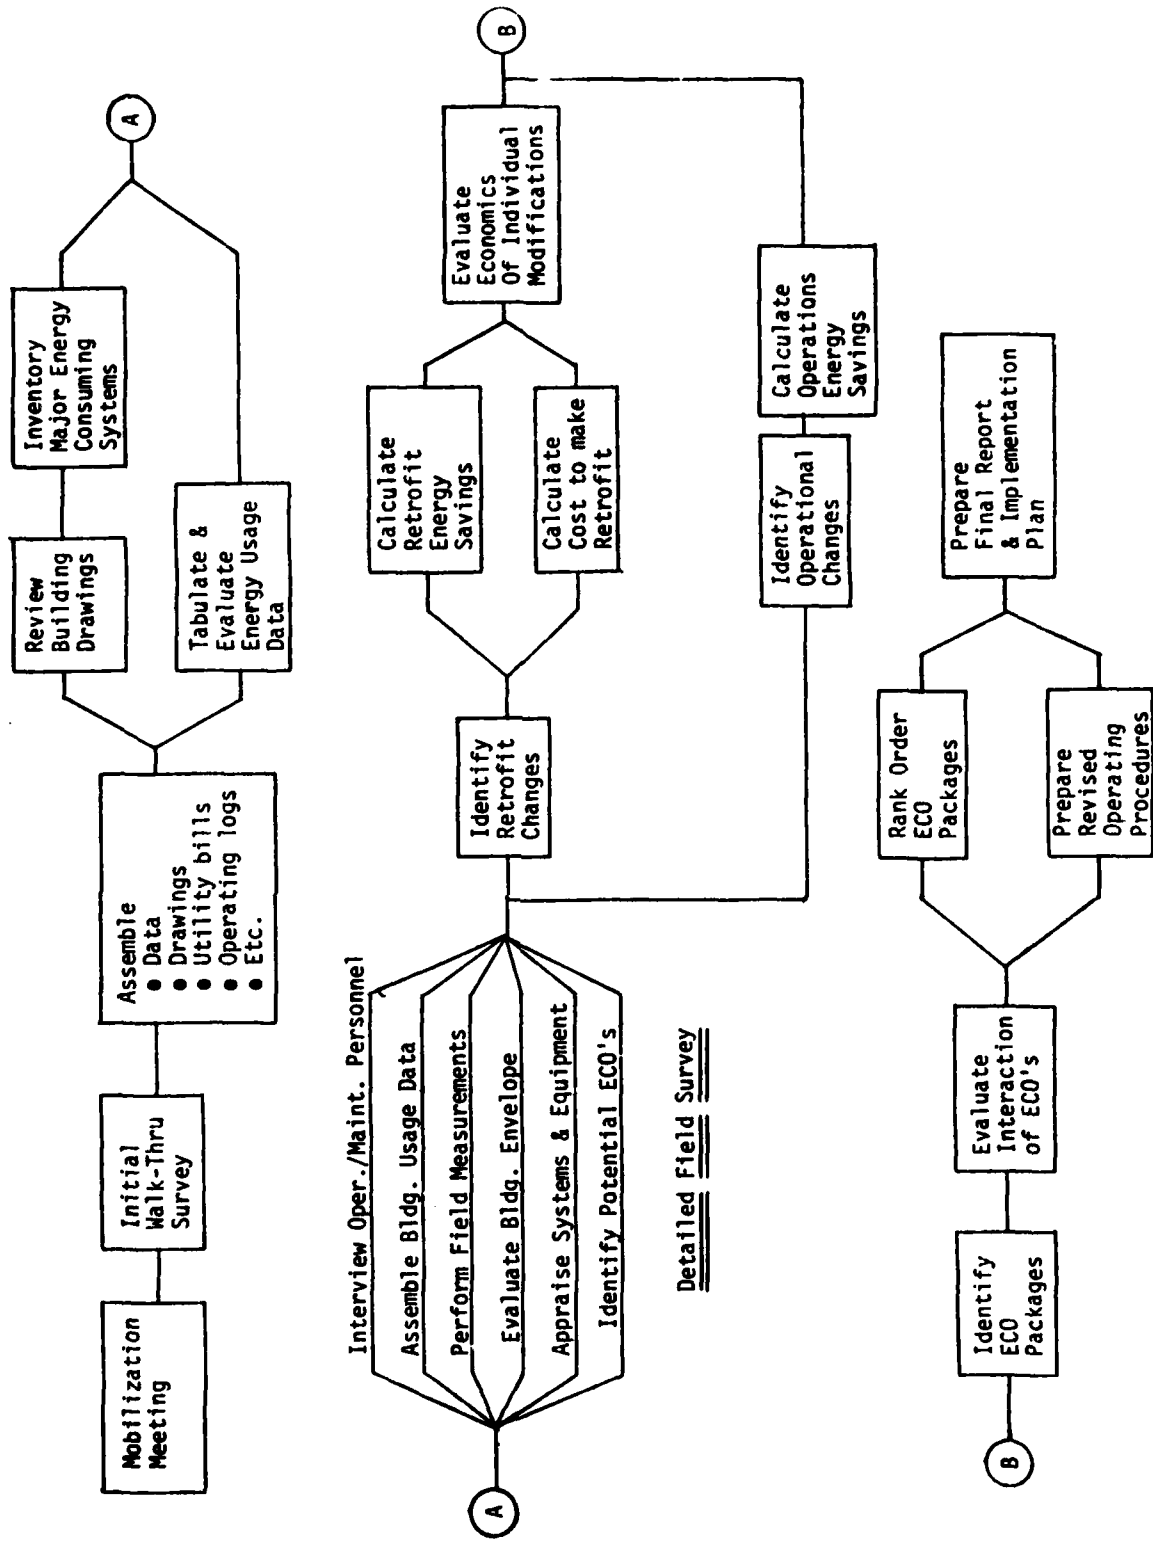 Mobilization
Meeting
Initial
Walk-Thru
Survey
Assemble
● Data
● Drawings
● Utility bills
● Operating logs
● Etc.
Review
Building
Drawings
Inventory
Major Energy
Consuming
Systems
Tabulate &
Evaluate
Energy Usage
Data
A
A
Interview Oper./Maint. Personnel
Assemble Bldg. Usage Data
Perform Field Measurements
Evaluate Bldg. Envelope
Appraise Systems & Equipment
Identify Potential ECO's
Detailed Field Survey
Identify
Retrofit
Changes
Calculate
Retrofit
Energy
Savings
Calculate
Cost to make
Retrofit
Evaluate
Economics
Of Individual
Modifications
Identify
Operational
Changes
Calculate
Operations
Energy
Savings
B
B
Identify
ECO
Packages
Evaluate
Interaction
of ECO's
Rank Order
ECO
Packages
Prepare
Revised
Operating
Procedures
Prepare
Final Report
& Implementation
Plan